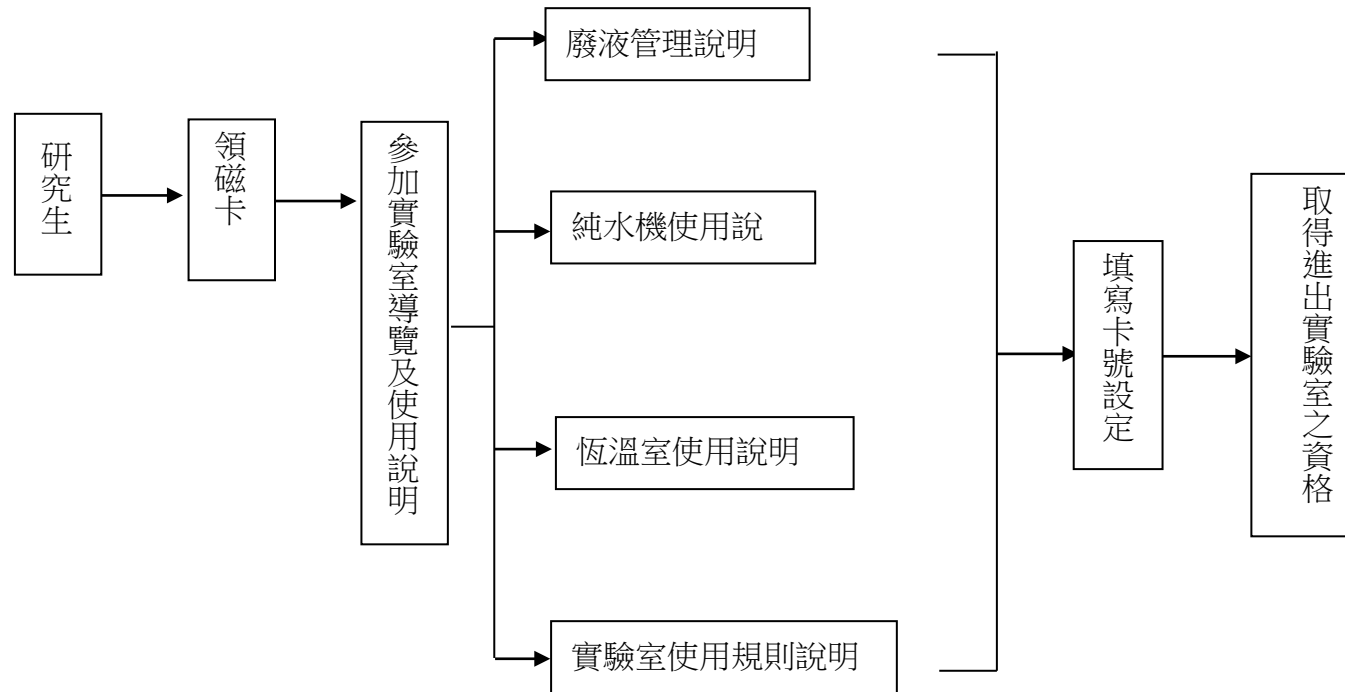 研究生
領磁卡
參加實驗室導覽及使用說明
廢液管理說明
純水機使用說
恆溫室使用說明
實驗室使用規則說明
填寫卡號設定
取得進出實驗室之資格